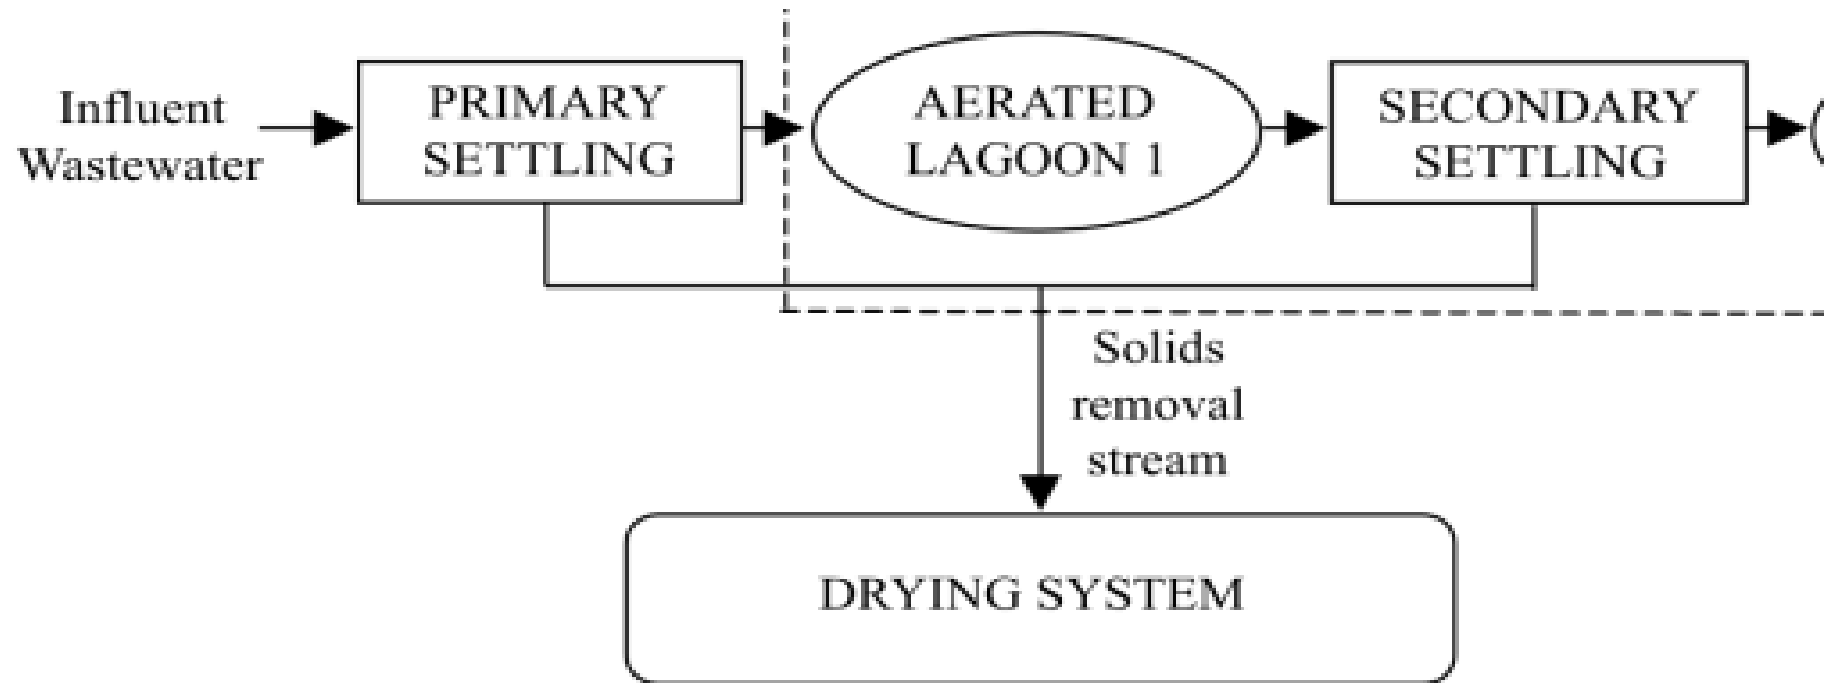 Influent
Wastewater
PRIMARY
SETTLING
AERATED
LAGOON 1
SECONDARY
SETTLING
Solids
removal
stream
DRYING SYSTEM